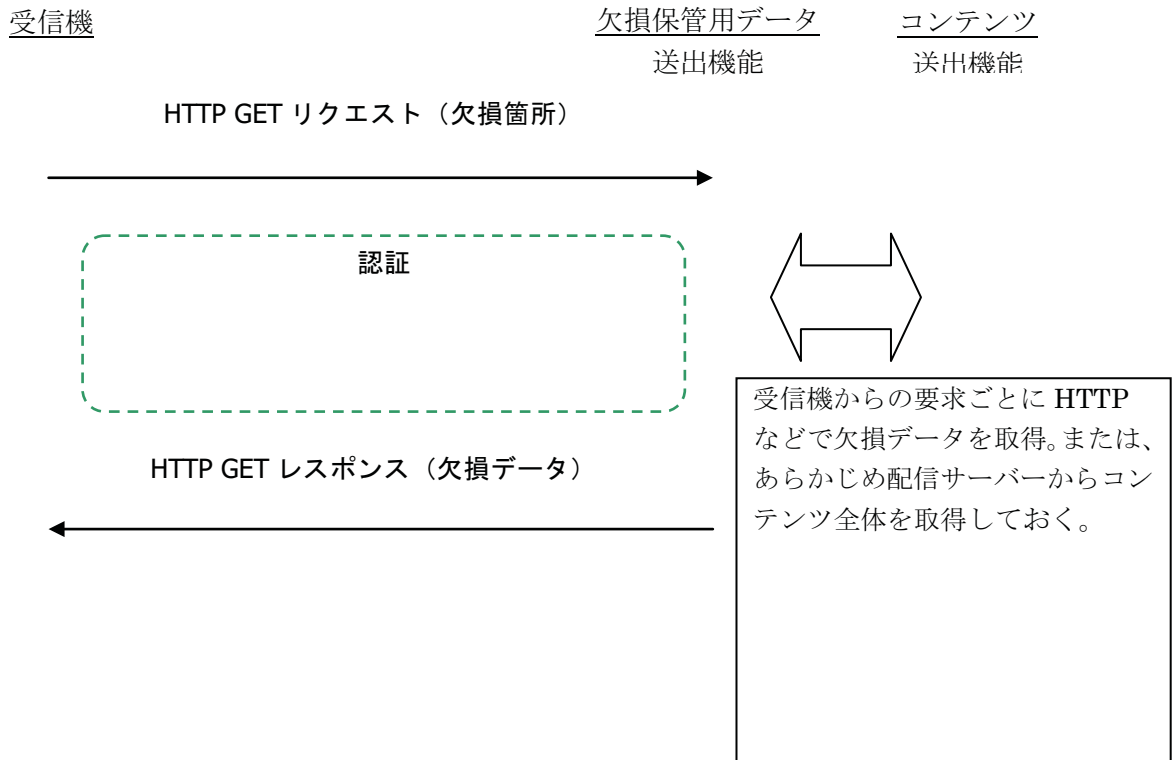 受信機
欠損保管用データ
送出機能
コンテンツ
送出機能
HTTP GET リクエスト（欠損箇所）
認証
HTTP GET レスポンス（欠損データ）
受信機からの要求ごとに HTTP
などで欠損データを取得。または、
あらかじめ配信サーバーからコン
テンツ全体を取得しておく。